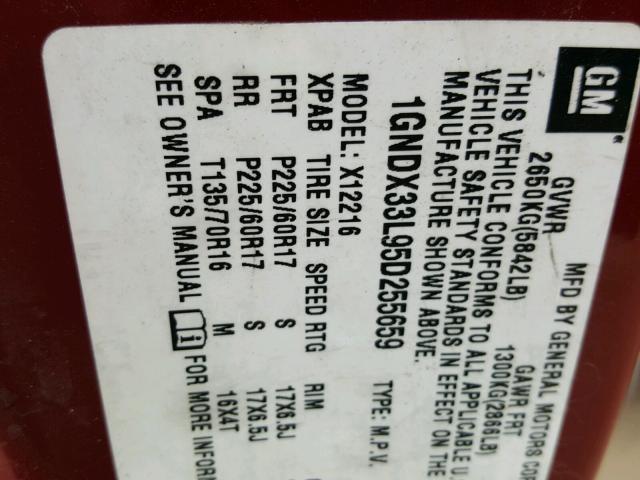 GM
MFD BY GENERAL MOTORS CORP
GVWR GAWR FRT
2650KG(5842LB) 1300KG(2866LB)
THIS VEHICLE CONFORMS TO ALL APPLICABLE U.
VEHICLE SAFETY STANDARDS IN EFFECT ON THE
MANUFACTURE SHOWN ABOVE.
1GNDX33L95D255659 TYPE: M.P.V.
MODEL: X12216
XPAB TIRE SIZE SPEED RTG RIM
FRT P225/60R17 S 17X6.5J
RR P225/60R17 S 17X6.5J
SPA T135/70R16 M 16X4T
SEE OWNER'S MANUAL FOR MORE INFORM